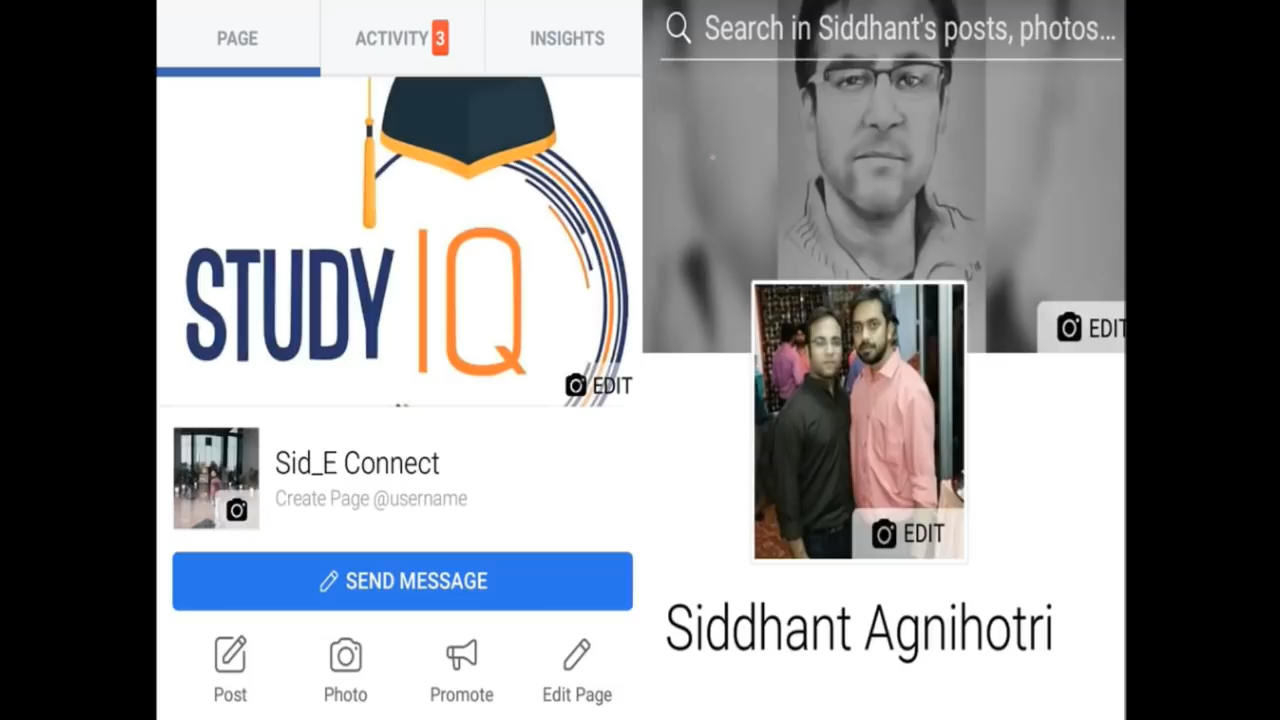 PAGE
ACTIVITY 3
INSIGHTS
STUDY IQ
EDIT
Sid_E Connect
Create Page @username
SEND MESSAGE
Post
Photo
Promote
Edit Page
Search in Siddhant's posts, photos...
EDIT
EDIT
Siddhant Agnihotri